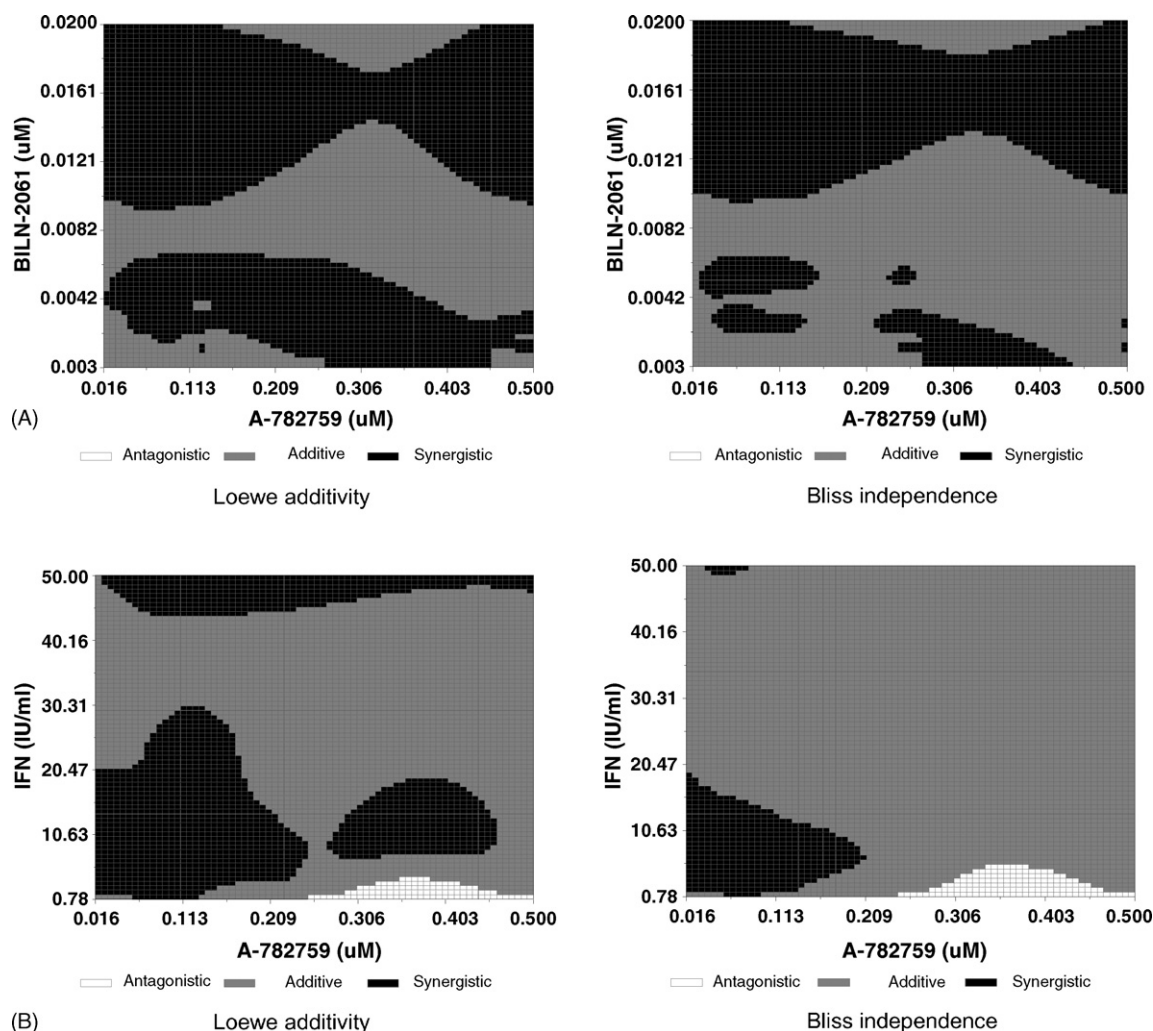 0.0200
0.0161
0.0121
0.0082
0.0042
0.003
BILN-2061 (uM)
0.016 0.113 0.209 0.306 0.403 0.500
A-782759 (uM)
Antagonistic Additive Synergistic
Loewe additivity
0.0200
0.0161
0.0121
0.0082
0.0042
0.003
BILN-2061 (uM)
0.016 0.113 0.209 0.306 0.403 0.500
A-782759 (uM)
Antagonistic Additive Synergistic
Bliss independence
(A)
50.00
40.16
30.31
20.47
10.63
0.78
IFN (IU/ml)
0.016 0.113 0.209 0.306 0.403 0.500
A-782759 (uM)
Antagonistic Additive Synergistic
Loewe additivity
50.00
40.16
30.31
20.47
10.63
0.78
IFN (IU/ml)
0.016 0.113 0.209 0.306 0.403 0.500
A-782759 (uM)
Antagonistic Additive Synergistic
Bliss independence
(B)